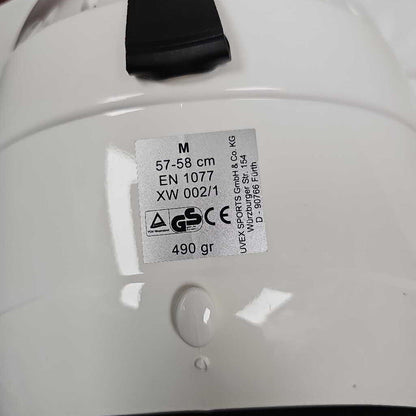 M
57-58 cm
EN 1077
XW 002/1
GS CE
490 gr
UVEX SPORTS GmbH & Co. KG
Würzburger Str. 154
D - 90766 Fürth